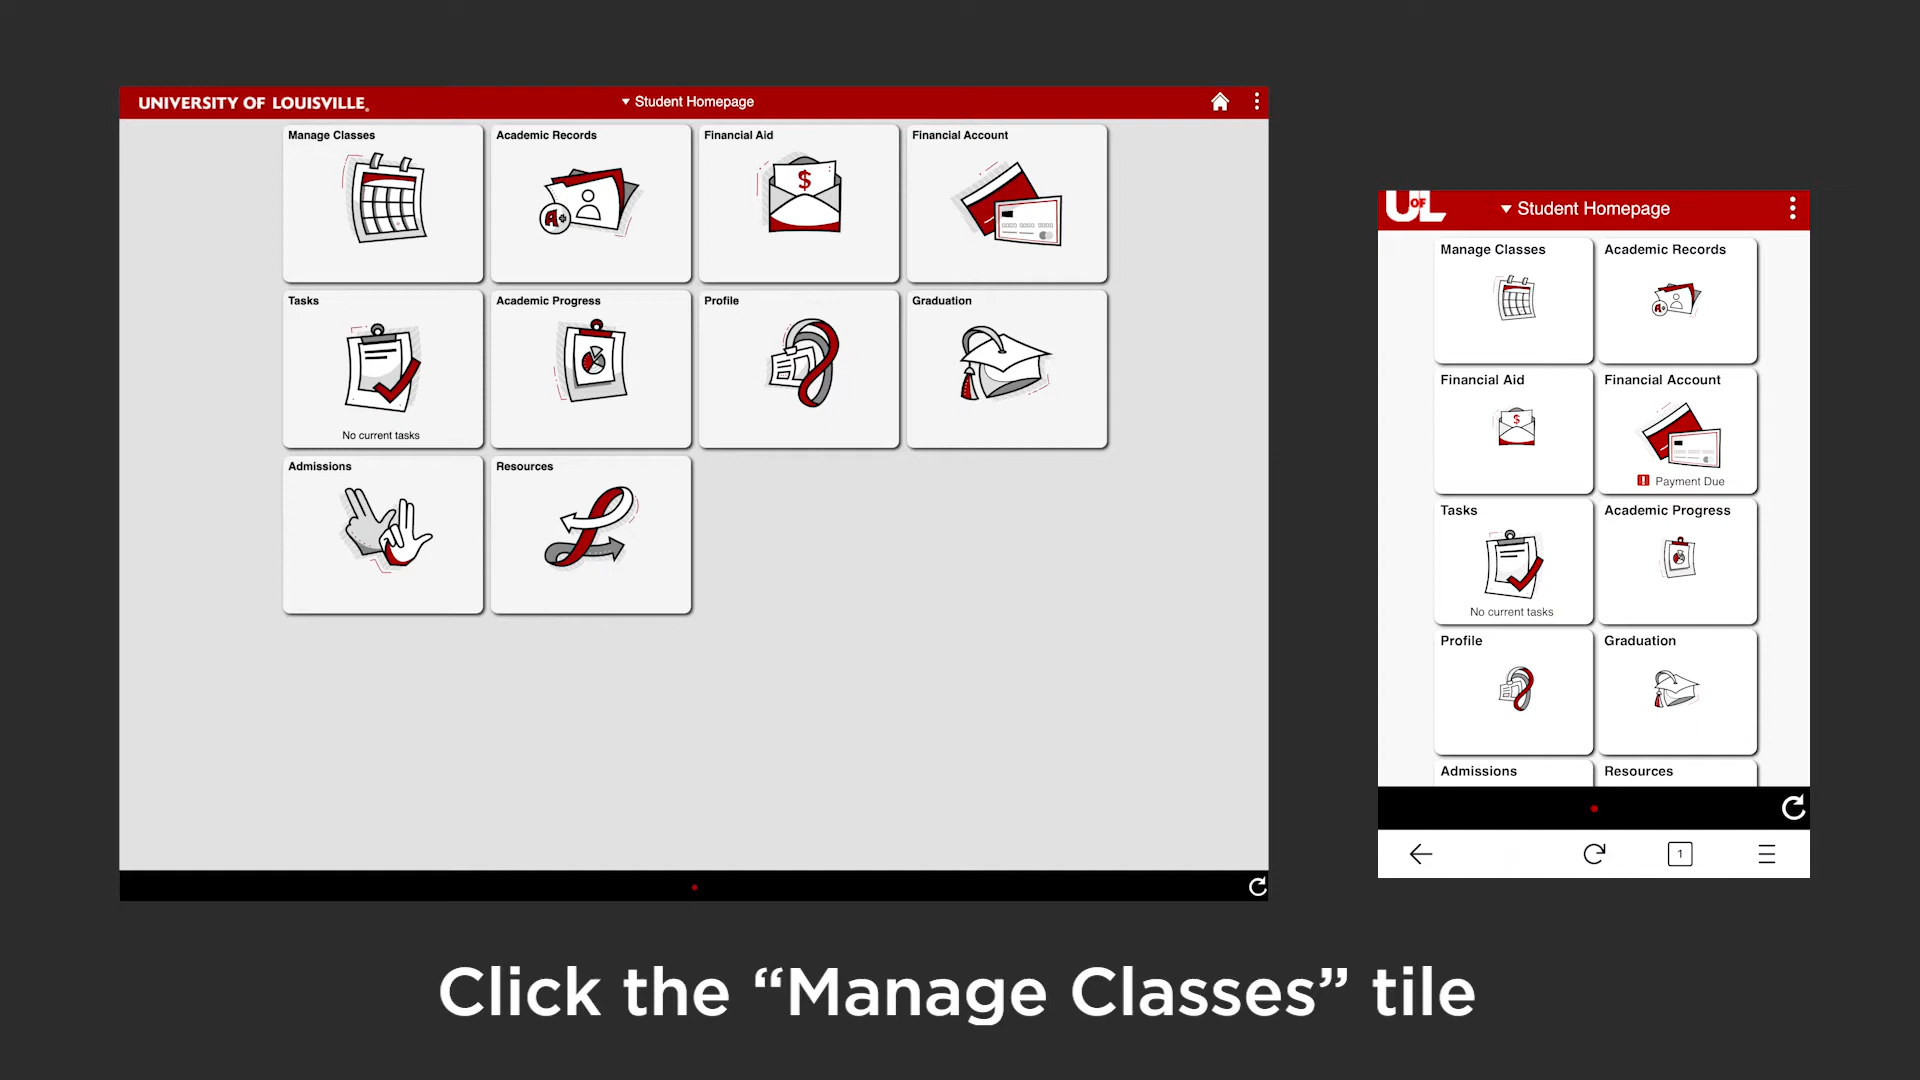 UNIVERSITY OF LOUISVILLE®
Student Homepage
Manage Classes
Academic Records
A+
Financial Aid
$
Financial Account
Tasks
No current tasks
Academic Progress
Profile
Graduation
Admissions
Resources
U OF L
Student Homepage
Manage Classes
Academic Records
A+
Financial Aid
$
Financial Account
Payment Due
Tasks
No current tasks
Academic Progress
Profile
Graduation
Admissions
Resources
1
Click the “Manage Classes” tile